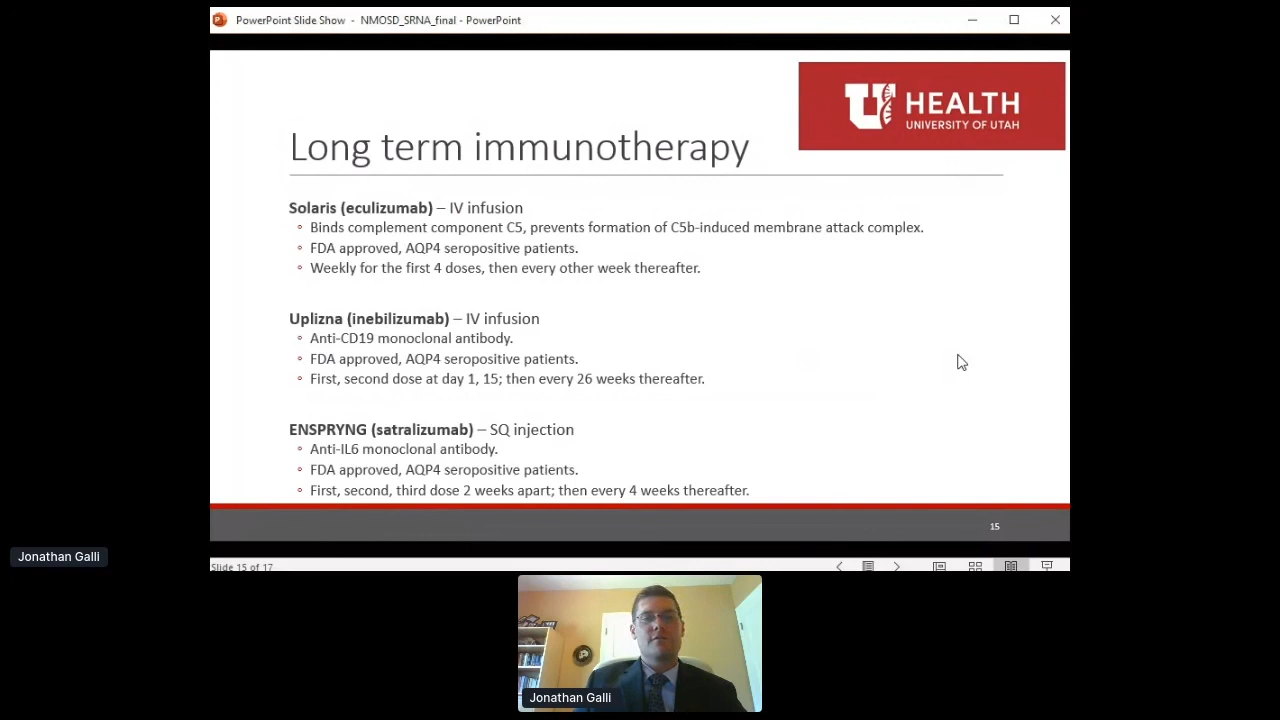 PowerPoint Slide Show - NMOSD_SRNA_final - PowerPoint
U HEALTH
UNIVERSITY OF UTAH
Long term immunotherapy
Solaris (eculizumab) – IV infusion
◦ Binds complement component C5, prevents formation of C5b-induced membrane attack complex.
◦ FDA approved, AQP4 seropositive patients.
◦ Weekly for the first 4 doses, then every other week thereafter.
Uplizna (inebilizumab) – IV infusion
◦ Anti-CD19 monoclonal antibody.
◦ FDA approved, AQP4 seropositive patients.
◦ First, second dose at day 1, 15; then every 26 weeks thereafter.
ENSPRYNG (satralizumab) – SQ injection
◦ Anti-IL6 monoclonal antibody.
◦ FDA approved, AQP4 seropositive patients.
◦ First, second, third dose 2 weeks apart; then every 4 weeks thereafter.
15
Jonathan Galli
Slide 15 of 17
Jonathan Galli